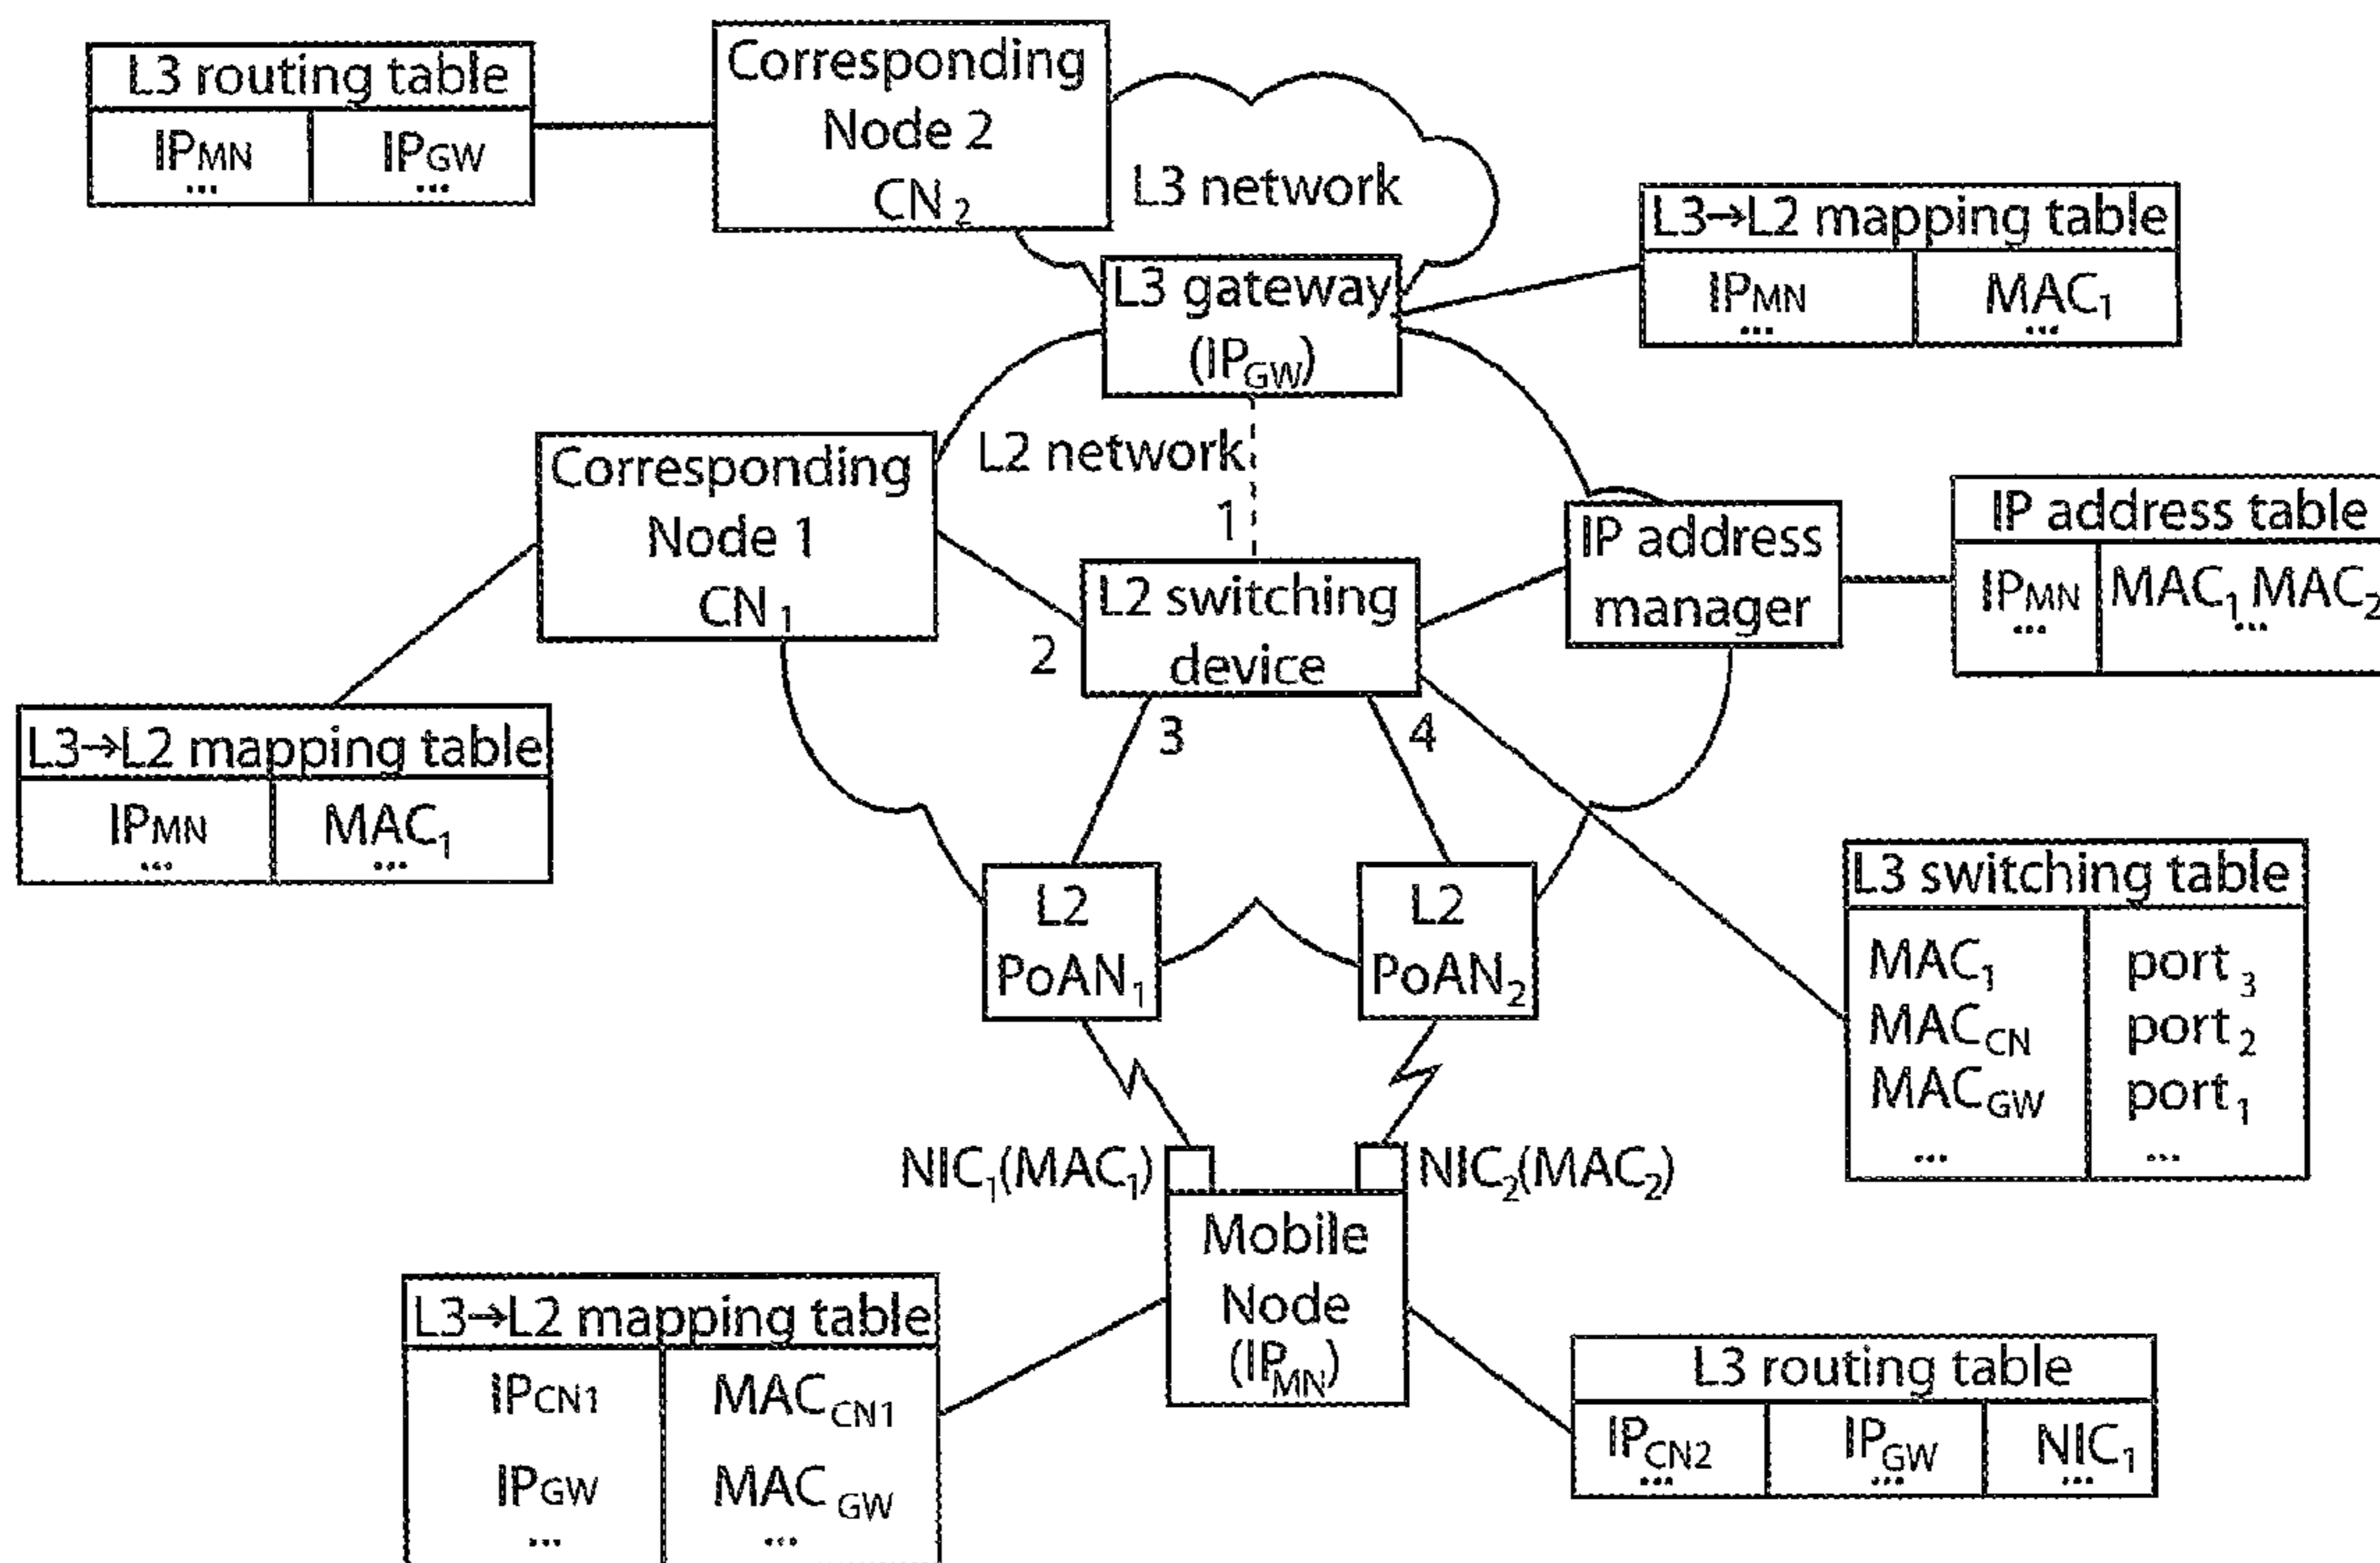 L3 routing table
IPMN IPGW
... ...
Corresponding
Node 2
CN2
L3 network
L3→L2 mapping table
IPMN MAC1
... ...
L3 gateway
(IPGW)
L2 network
1
Corresponding
Node 1
CN1
IP address
manager
IP address table
IPMN MAC1 MAC2
... ...
L2 switching
device
2
3
4
L3→L2 mapping table
IPMN MAC1
... ...
L2
PoAN1
L2
PoAN2
L3 switching table
MAC1 port3
MACCN port2
MACGW port1
... ...
NIC1(MAC1)
NIC2(MAC2)
Mobile
Node
(IPMN)
L3→L2 mapping table
IPCN1 MACCN1
IPGW MACGW
... ...
L3 routing table
IPCN2 IPGW NIC1
... ... ...